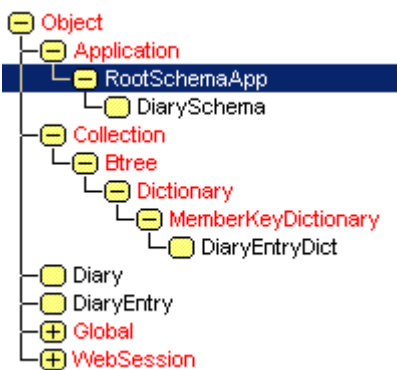 Object
Application
RootSchemaApp
DiarySchema
Collection
Btree
Dictionary
MemberKeyDictionary
DiaryEntryDict
Diary
DiaryEntry
Global
WebSession